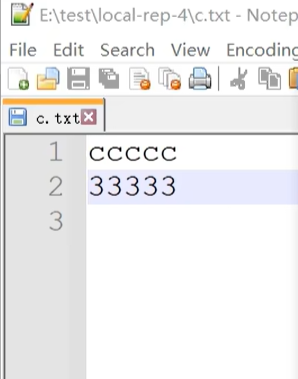 E:\test\local-rep-4\c.txt - Notep
File Edit Search View Encoding
c.txt
1 ccccc
2 33333
3